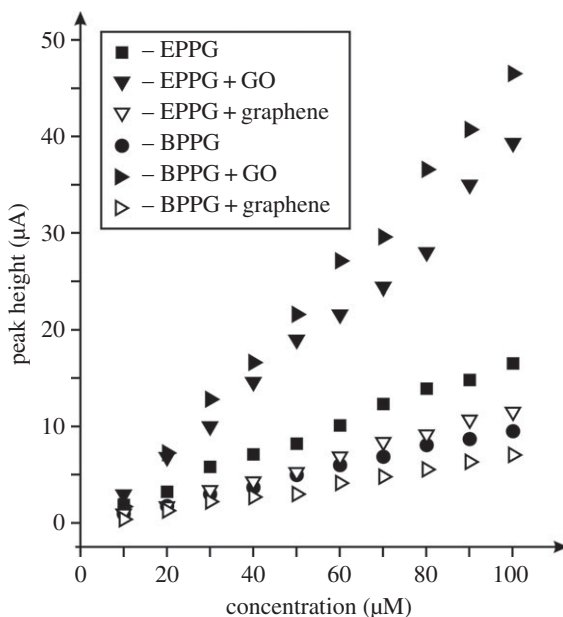 50
40
30
20
10
0
peak height (µA)
– EPPG
– EPPG + GO
– EPPG + graphene
– BPPG
– BPPG + GO
– BPPG + graphene
0 20 40 60 80 100
concentration (µM)